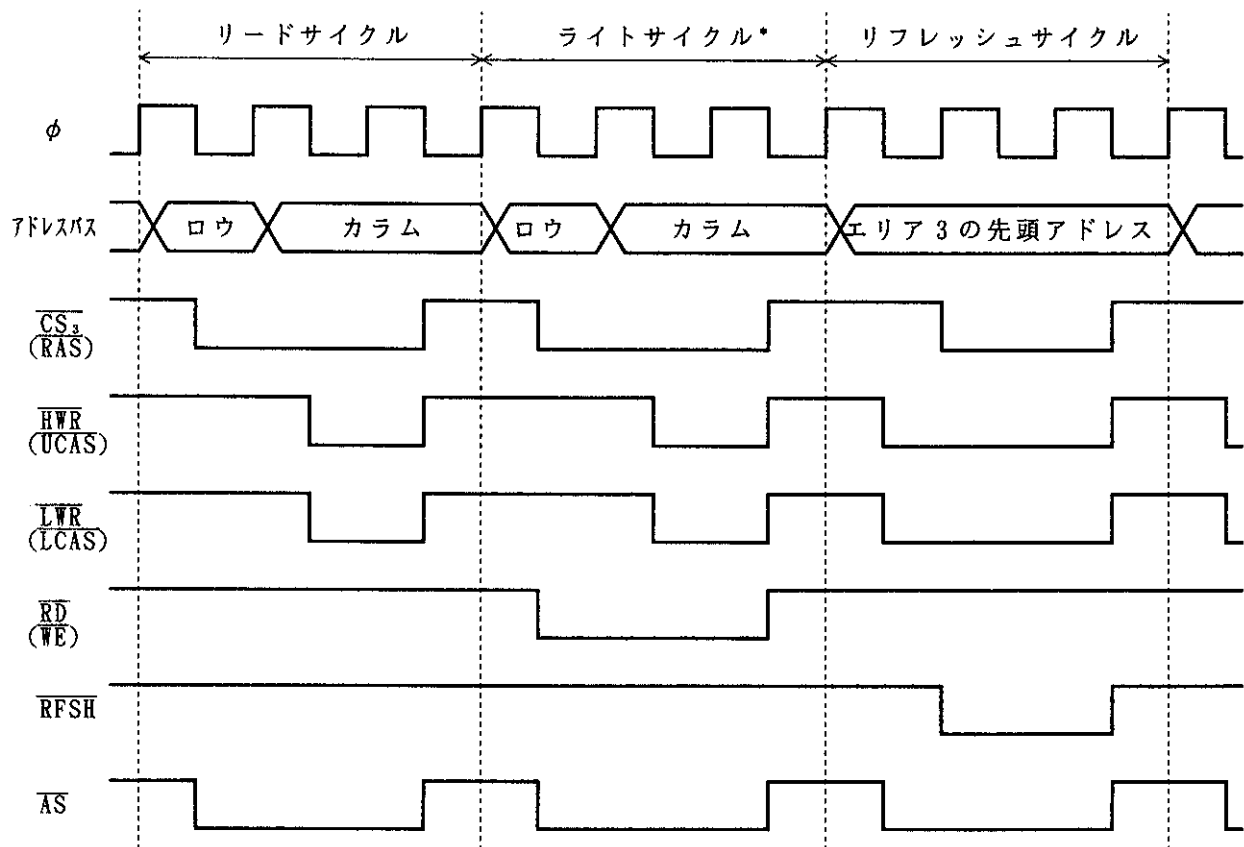 リードサイクル ライトサイクル* リフレッシュサイクル
φ
アドレスバス ロウ カラム ロウ カラム エリア3の先頭アドレス
CS₃
(RAS)
HWR
(UCAS)
LWR
(LCAS)
RD
(WE)
RFSH
AS